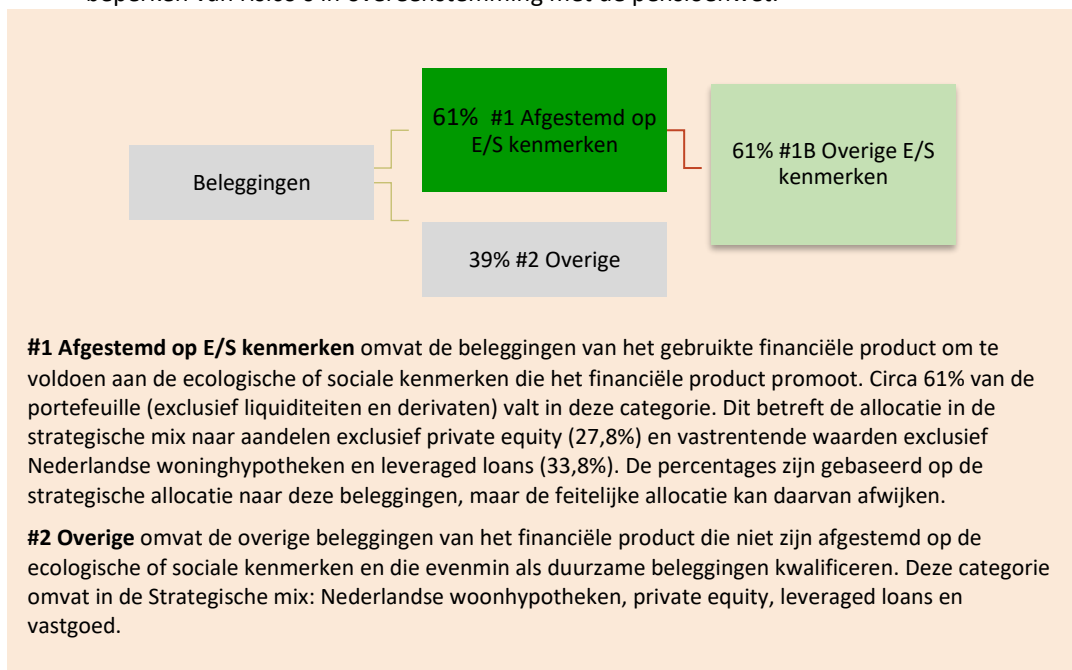 61% #1 Afgestemd op
E/S kenmerken
61% #1B Overige E/S
kenmerken
Beleggingen
39% #2 Overige
#1 Afgestemd op E/S kenmerken omvat de beleggingen van het gebruikte financiële product om te
voldoen aan de ecologische of sociale kenmerken die het financiële product promoot. Circa 61% van de
portefeuille (exclusief liquiditeiten en derivaten) valt in deze categorie. Dit betreft de allocatie in de
strategische mix naar aandelen exclusief private equity (27,8%) en vastrentende waarden exclusief
Nederlandse woninghypotheken en leveraged loans (33,8%). De percentages zijn gebaseerd op de
strategische allocatie naar deze beleggingen, maar de feitelijke allocatie kan daarvan afwijken.
#2 Overige omvat de overige beleggingen van het financiële product die niet zijn afgestemd op de
ecologische of sociale kenmerken en die evenmin als duurzame beleggingen kwalificeren. Deze categorie
omvat in de Strategische mix: Nederlandse woonhypotheken, private equity, leveraged loans en
vastgoed.